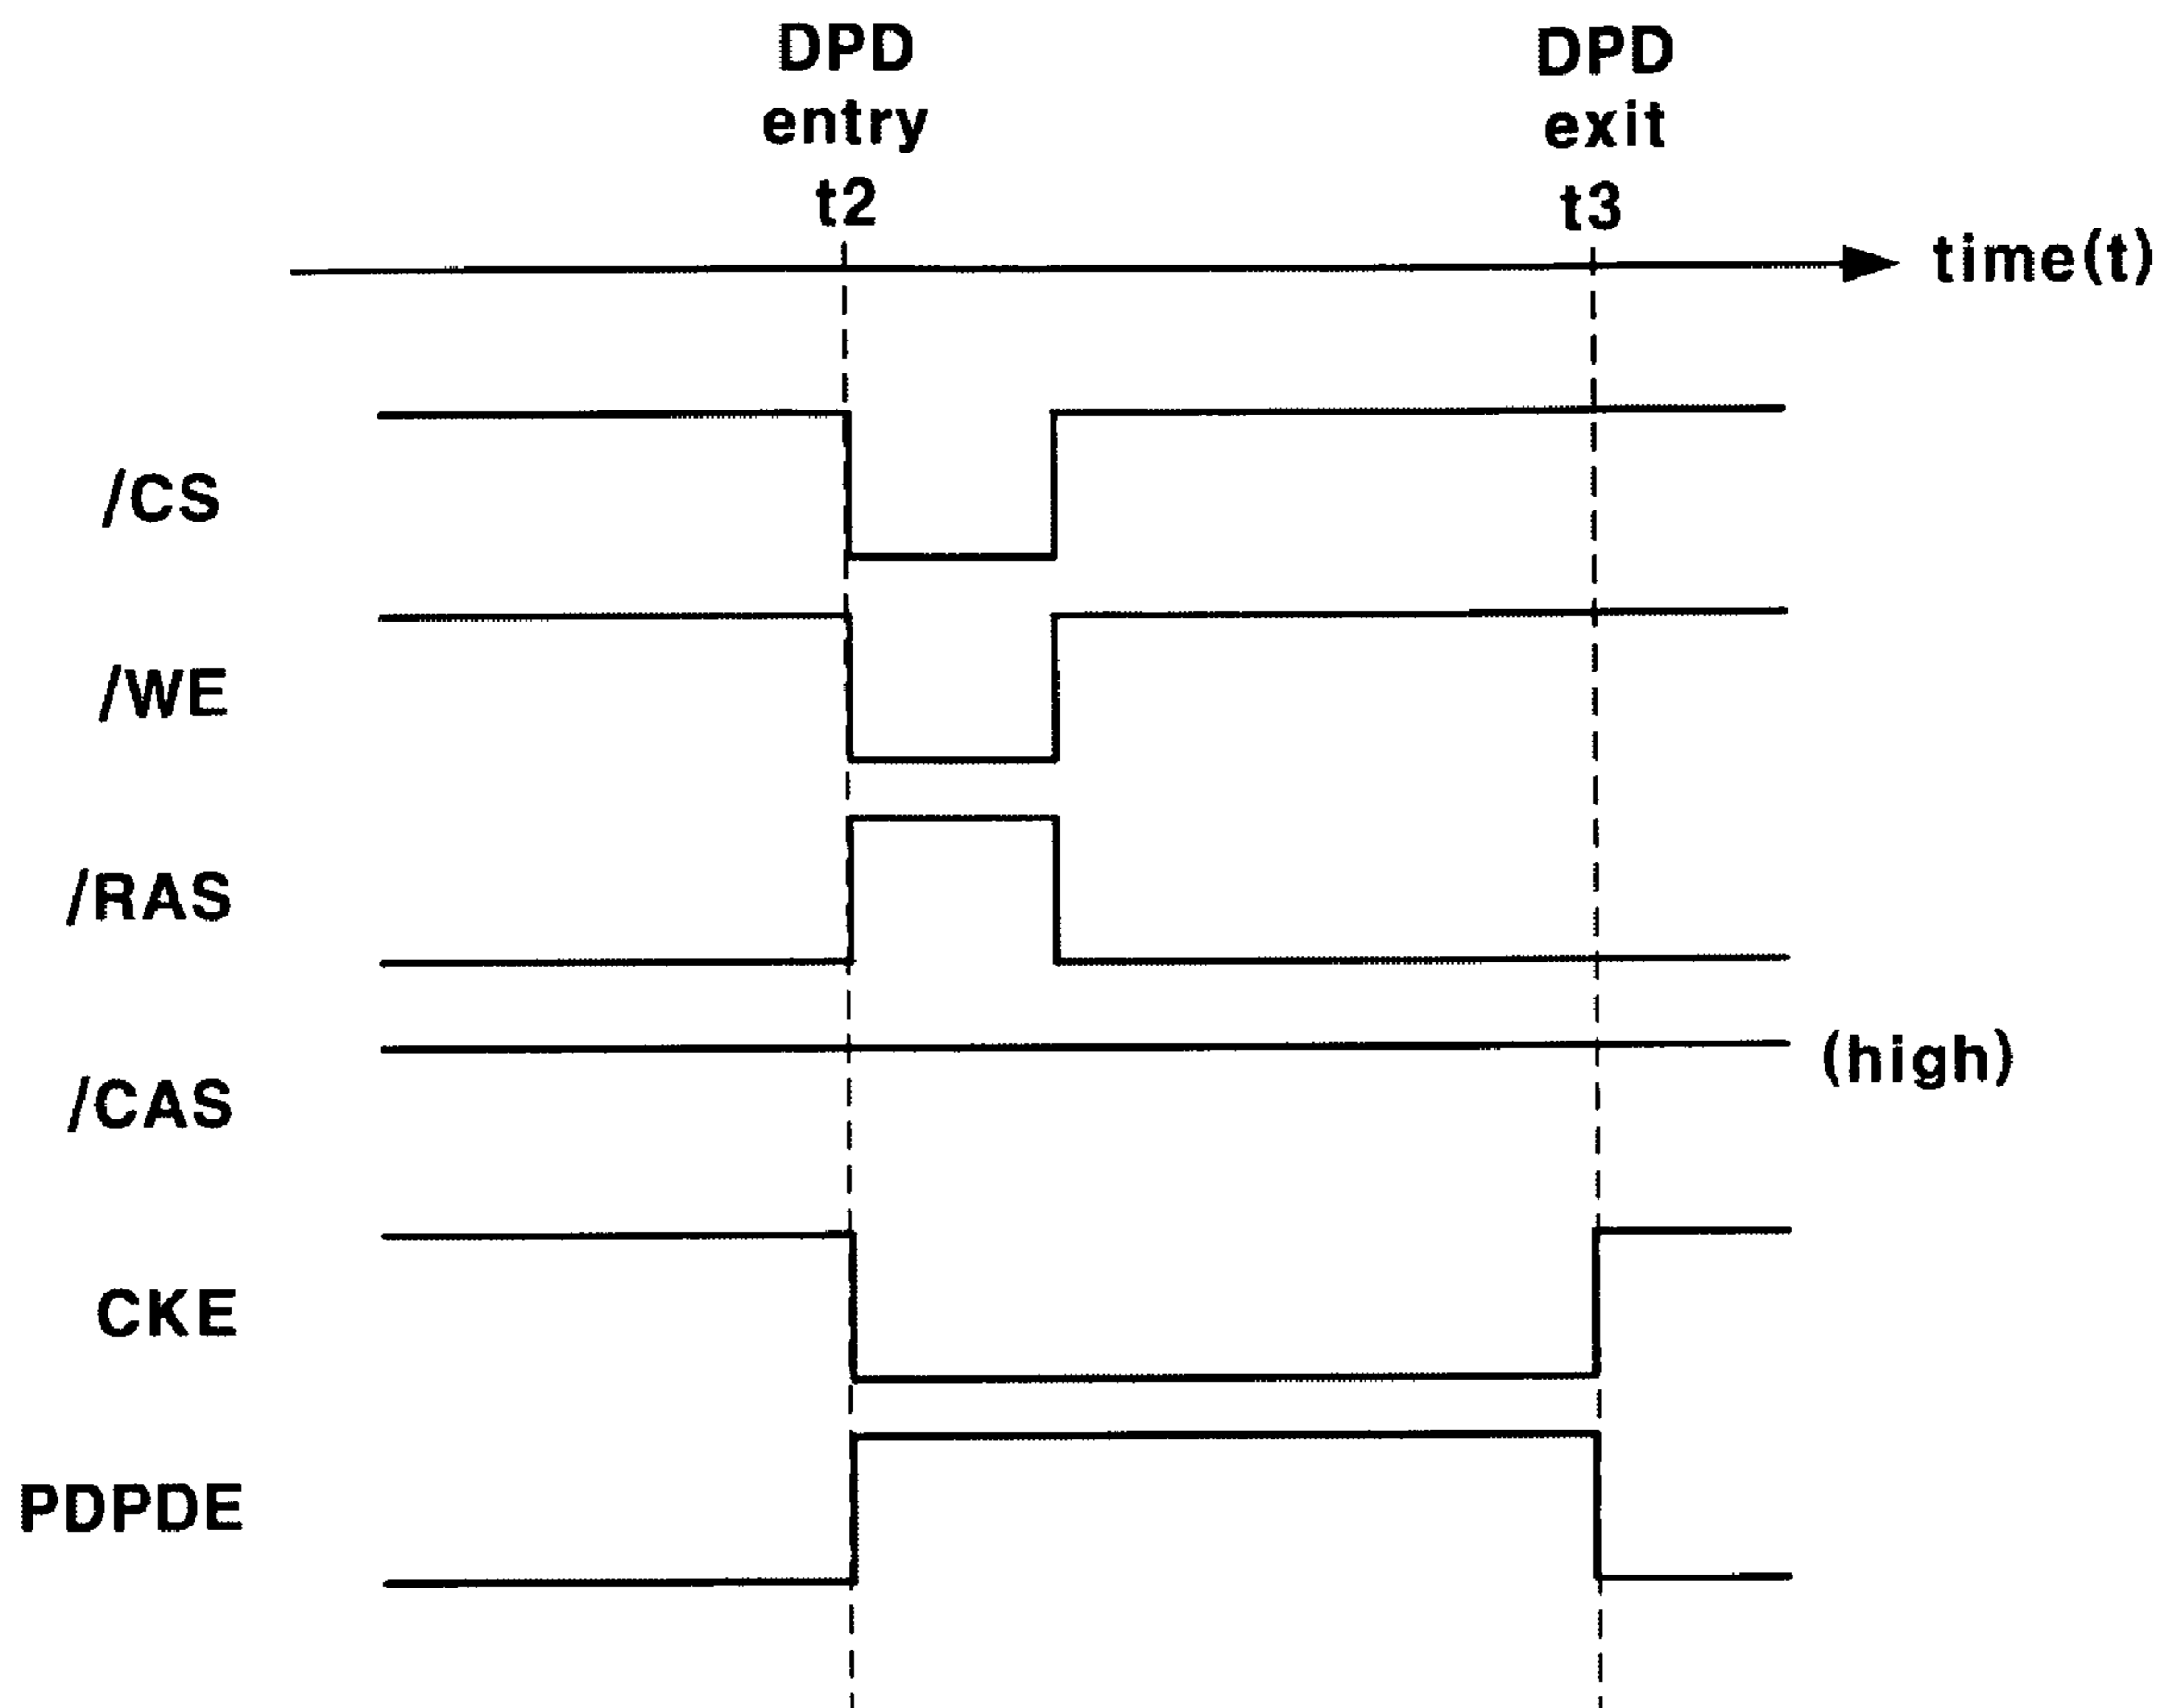 DPD
entry
t2
DPD
exit
t3
time(t)
/CS
/WE
/RAS
/CAS
(high)
CKE
PDPDE